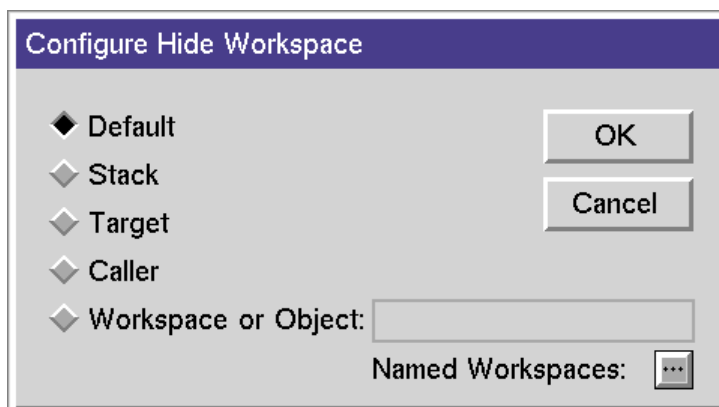 Configure Hide Workspace
Default
OK
Stack
Cancel
Target
Caller
Workspace or Object:
Named Workspaces: ...